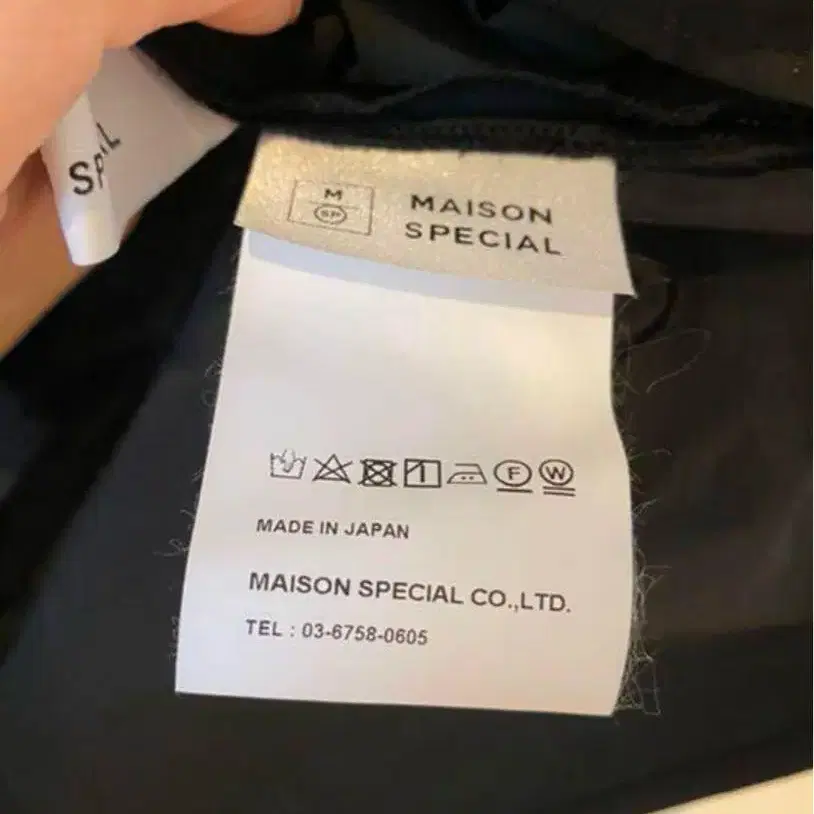 M
SP
MAISON
SPECIAL
F
W
MADE IN JAPAN
MAISON SPECIAL CO.,LTD.
TEL : 03-6758-0605